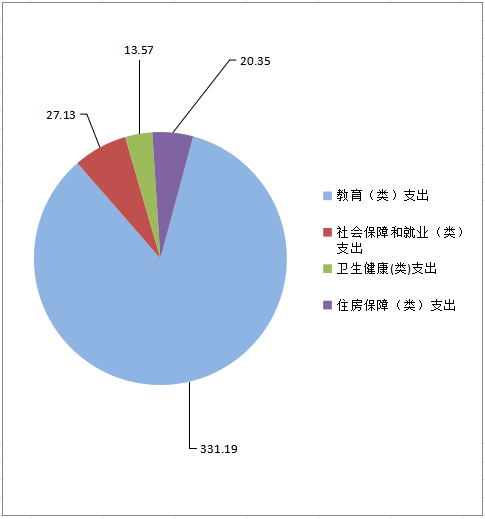 13.57
20.35
27.13
教育（类）支出
社会保障和就业（类）
支出
卫生健康(类)支出
住房保障（类）支出
331.19